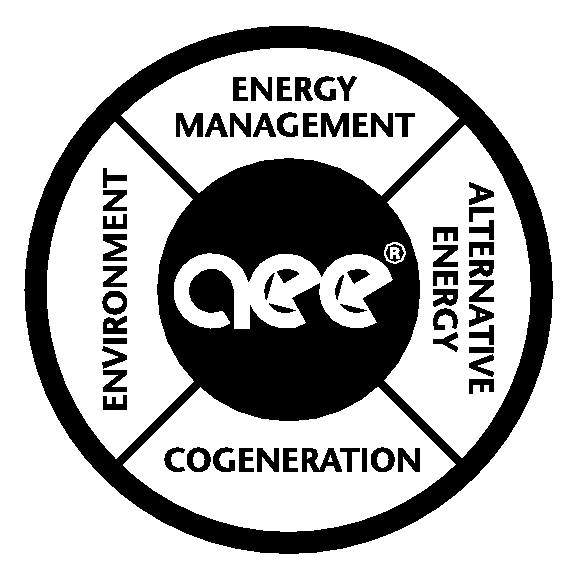 ENERGY
MANAGEMENT
ENVIRONMENT
aee®
ALTERNATIVE
ENERGY
COGENERATION